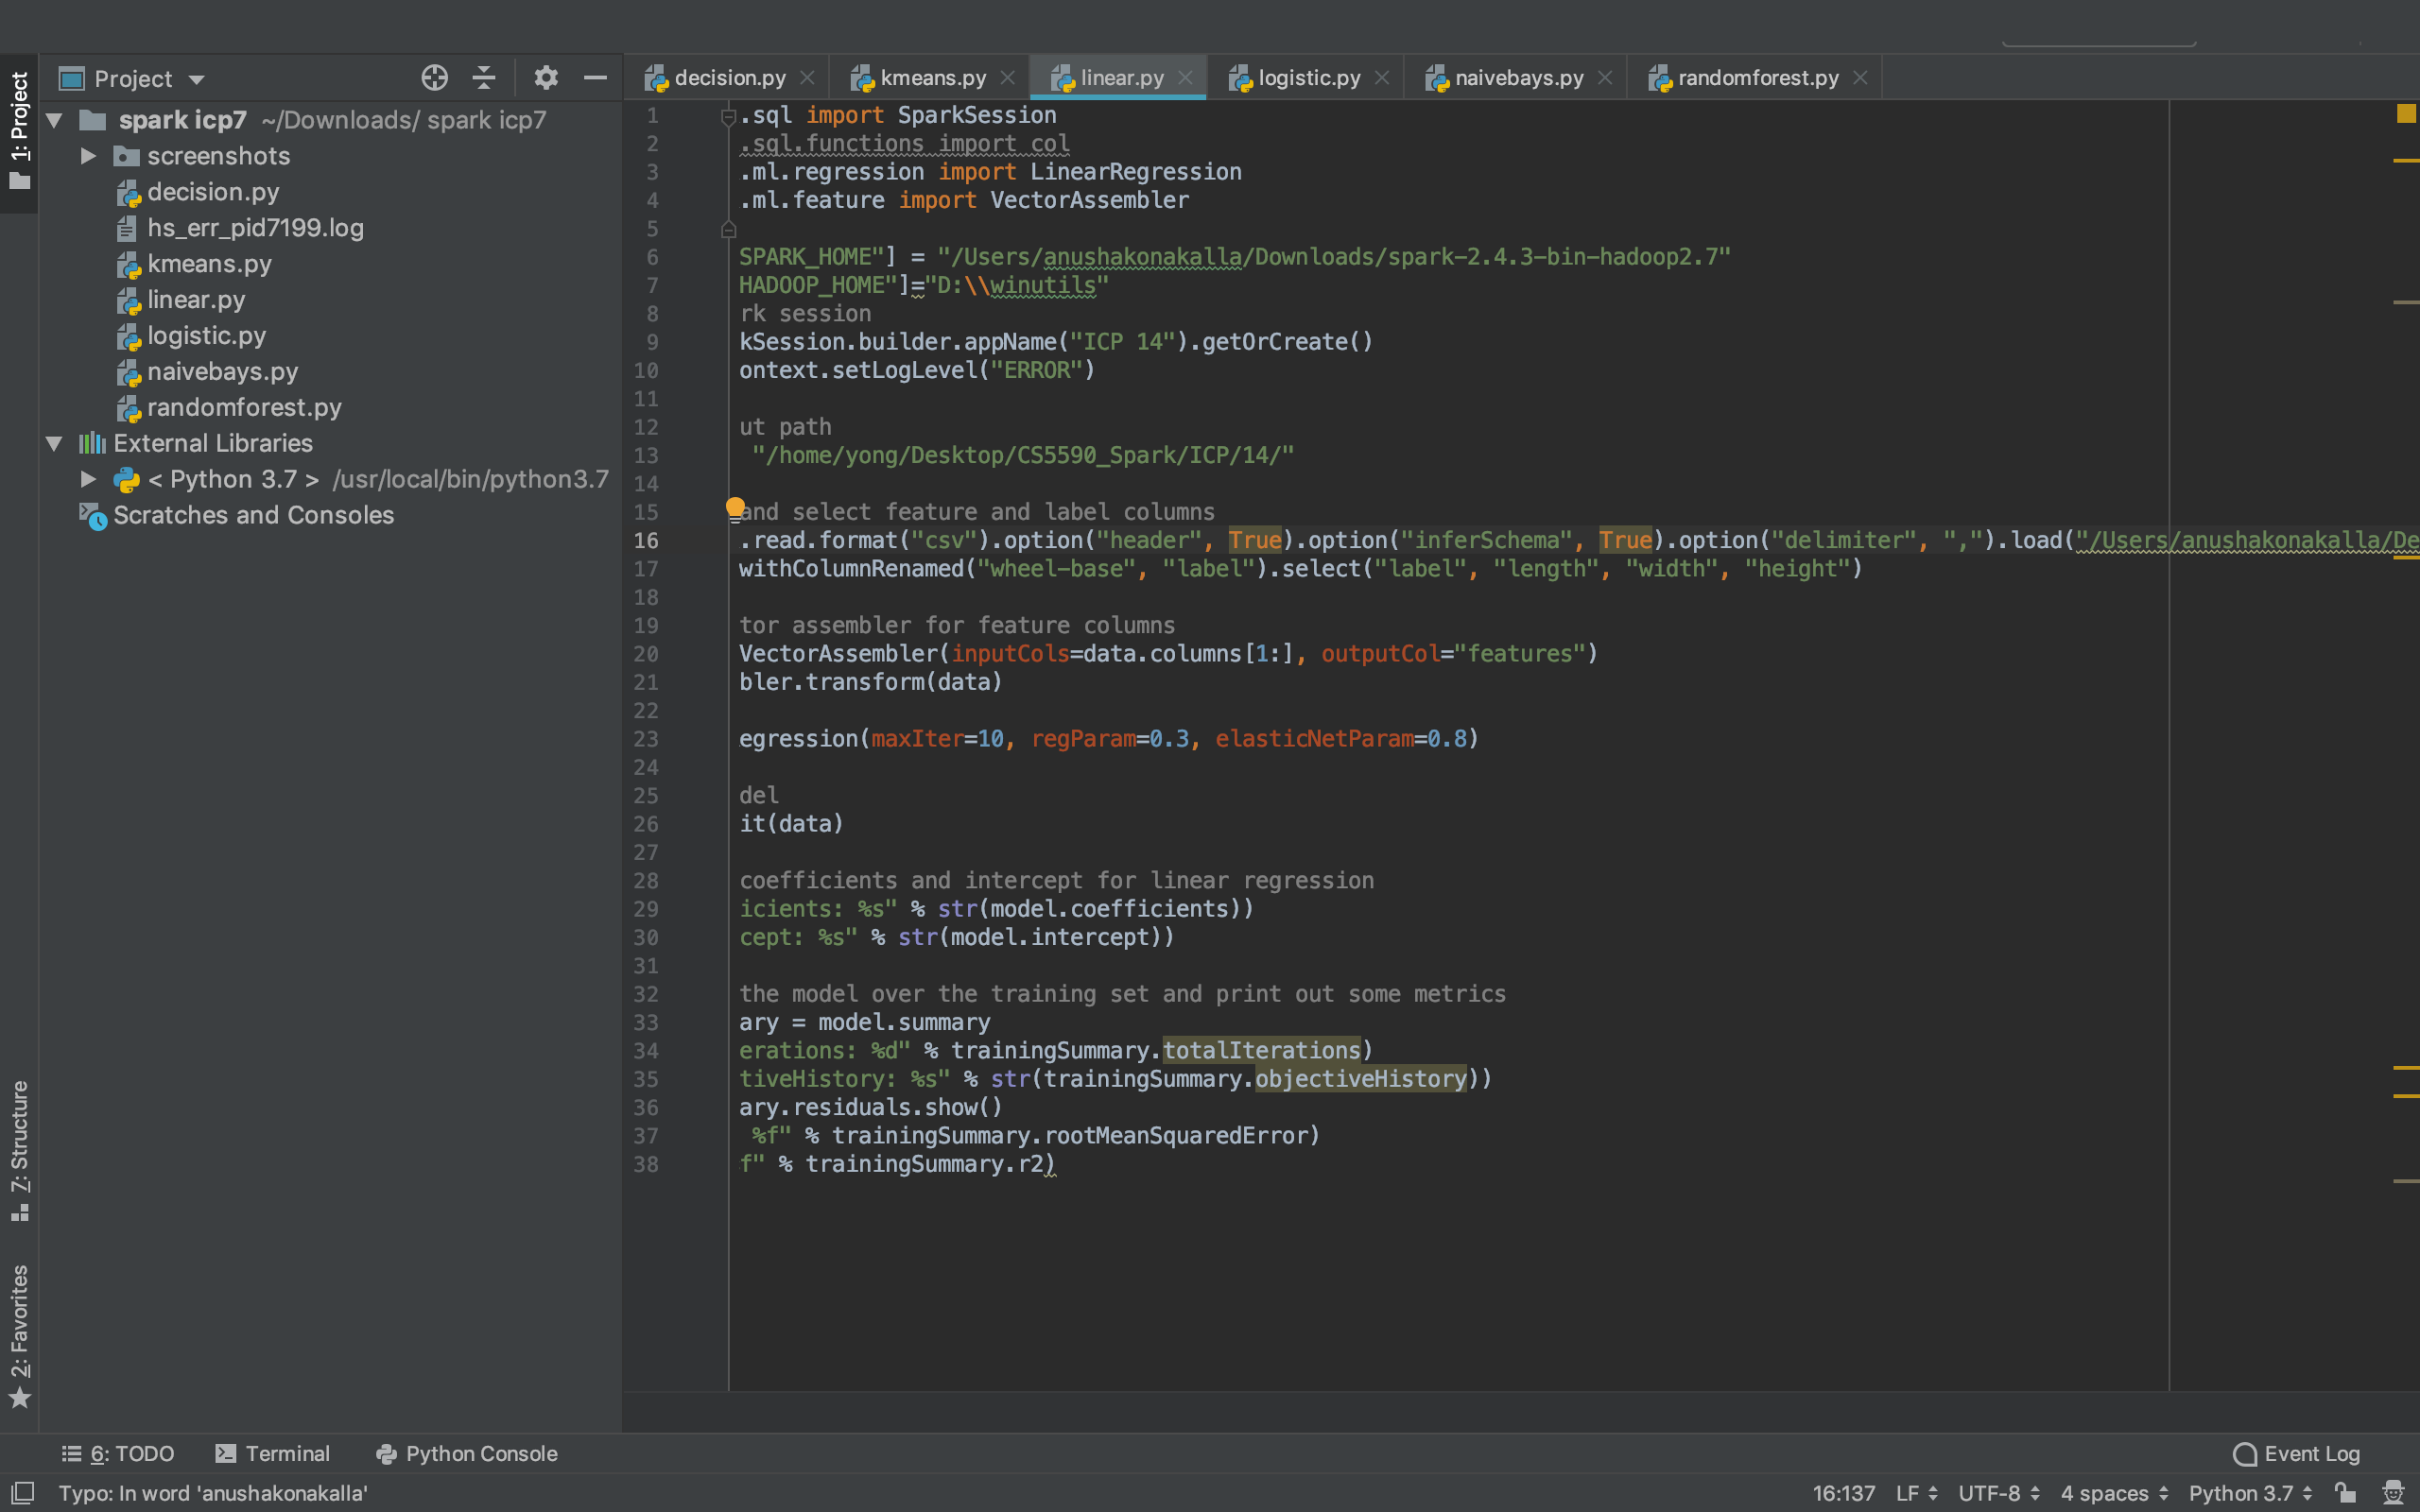 Project
decision.py
kmeans.py
linear.py
logistic.py
naivebays.py
randomforest.py
1: Project
spark icp7 ~/Downloads/ spark icp7
screenshots
decision.py
hs_err_pid7199.log
kmeans.py
linear.py
logistic.py
naivebays.py
randomforest.py
External Libraries
< Python 3.7 > /usr/local/bin/python3.7
Scratches and Consoles
7: Structure
2: Favorites
1 .sql import SparkSession
2 .sql.functions import col
3 .ml.regression import LinearRegression
4 .ml.feature import VectorAssembler
5
6 SPARK_HOME"] = "/Users/anushakonakalla/Downloads/spark-2.4.3-bin-hadoop2.7"
7 HADOOP_HOME"]="D:\\winutils"
8 rk session
9 kSession.builder.appName("ICP 14").getOrCreate()
10 ontext.setLogLevel("ERROR")
11
12 ut path
13 "/home/yong/Desktop/CS5590_Spark/ICP/14/"
14
15 and select feature and label columns
16 .read.format("csv").option("header", True).option("inferSchema", True).option("delimiter", ",").load("/Users/anushakonakalla/De
17 withColumnRenamed("wheel-base", "label").select("label", "length", "width", "height")
18
19 tor assembler for feature columns
20 VectorAssembler(inputCols=data.columns[1:], outputCol="features")
21 bler.transform(data)
22
23 egression(maxIter=10, regParam=0.3, elasticNetParam=0.8)
24
25 del
26 it(data)
27
28 coefficients and intercept for linear regression
29 icients: %s" % str(model.coefficients))
30 cept: %s" % str(model.intercept))
31
32 the model over the training set and print out some metrics
33 ary = model.summary
34 erations: %d" % trainingSummary.totalIterations)
35 tiveHistory: %s" % str(trainingSummary.objectiveHistory))
36 ary.residuals.show()
37 %f" % trainingSummary.rootMeanSquaredError)
38 f" % trainingSummary.r2)
6: TODO
Terminal
Python Console
Event Log
Typo: In word 'anushakonakalla'
16:137
LF
UTF-8
4 spaces
Python 3.7